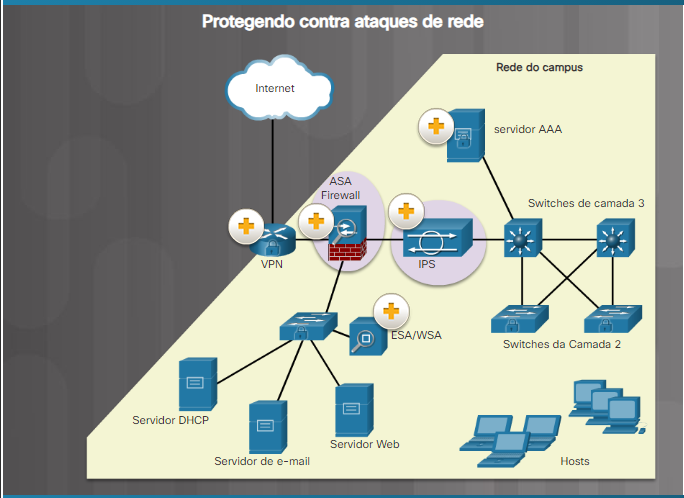 Protegendo contra ataques de rede
Rede do campus
Internet
servidor AAA
ASA
Firewall
Switches de camada 3
VPN
IPS
ESA/WSA
Switches da Camada 2
Servidor DHCP
Servidor Web
Servidor de e-mail
Hosts